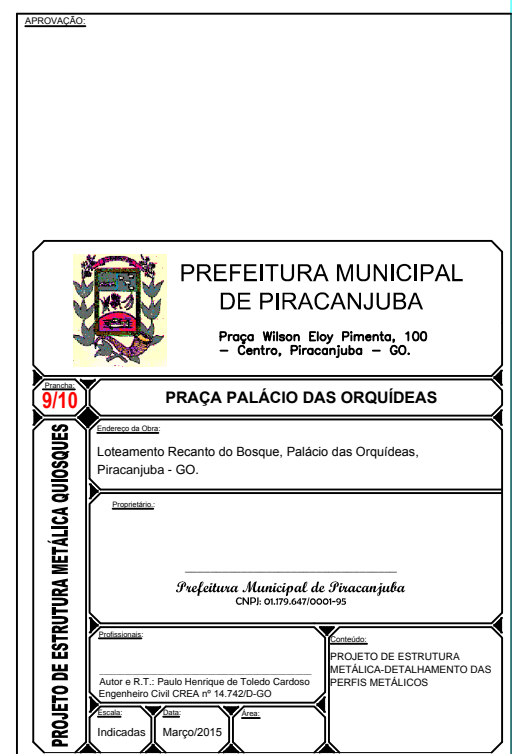 APROVAÇÃO:
PREFEITURA MUNICIPAL
DE PIRACANJUBA
Praça Wilson Eloy Pimenta, 100
– Centro, Piracanjuba – GO.
Prancha:
9/10
PRAÇA PALÁCIO DAS ORQUÍDEAS
PROJETO DE ESTRUTURA METÁLICA QUIOSQUES
Endereço da Obra:
Loteamento Recanto do Bosque, Palácio das Orquídeas,
Piracanjuba - GO.
Proprietário.:
Prefeitura Municipal de Piracanjuba
CNPJ: 01.179.647/0001-95
Profissionais:
Autor e R.T.: Paulo Henrique de Toledo Cardoso
Engenheiro Civil CREA nº 14.742/D-GO
Conteúdo:
PROJETO DE ESTRUTURA
METÁLICA-DETALHAMENTO DAS
PERFIS METÁLICOS
Escala:
Indicadas
Data:
Março/2015
Área: